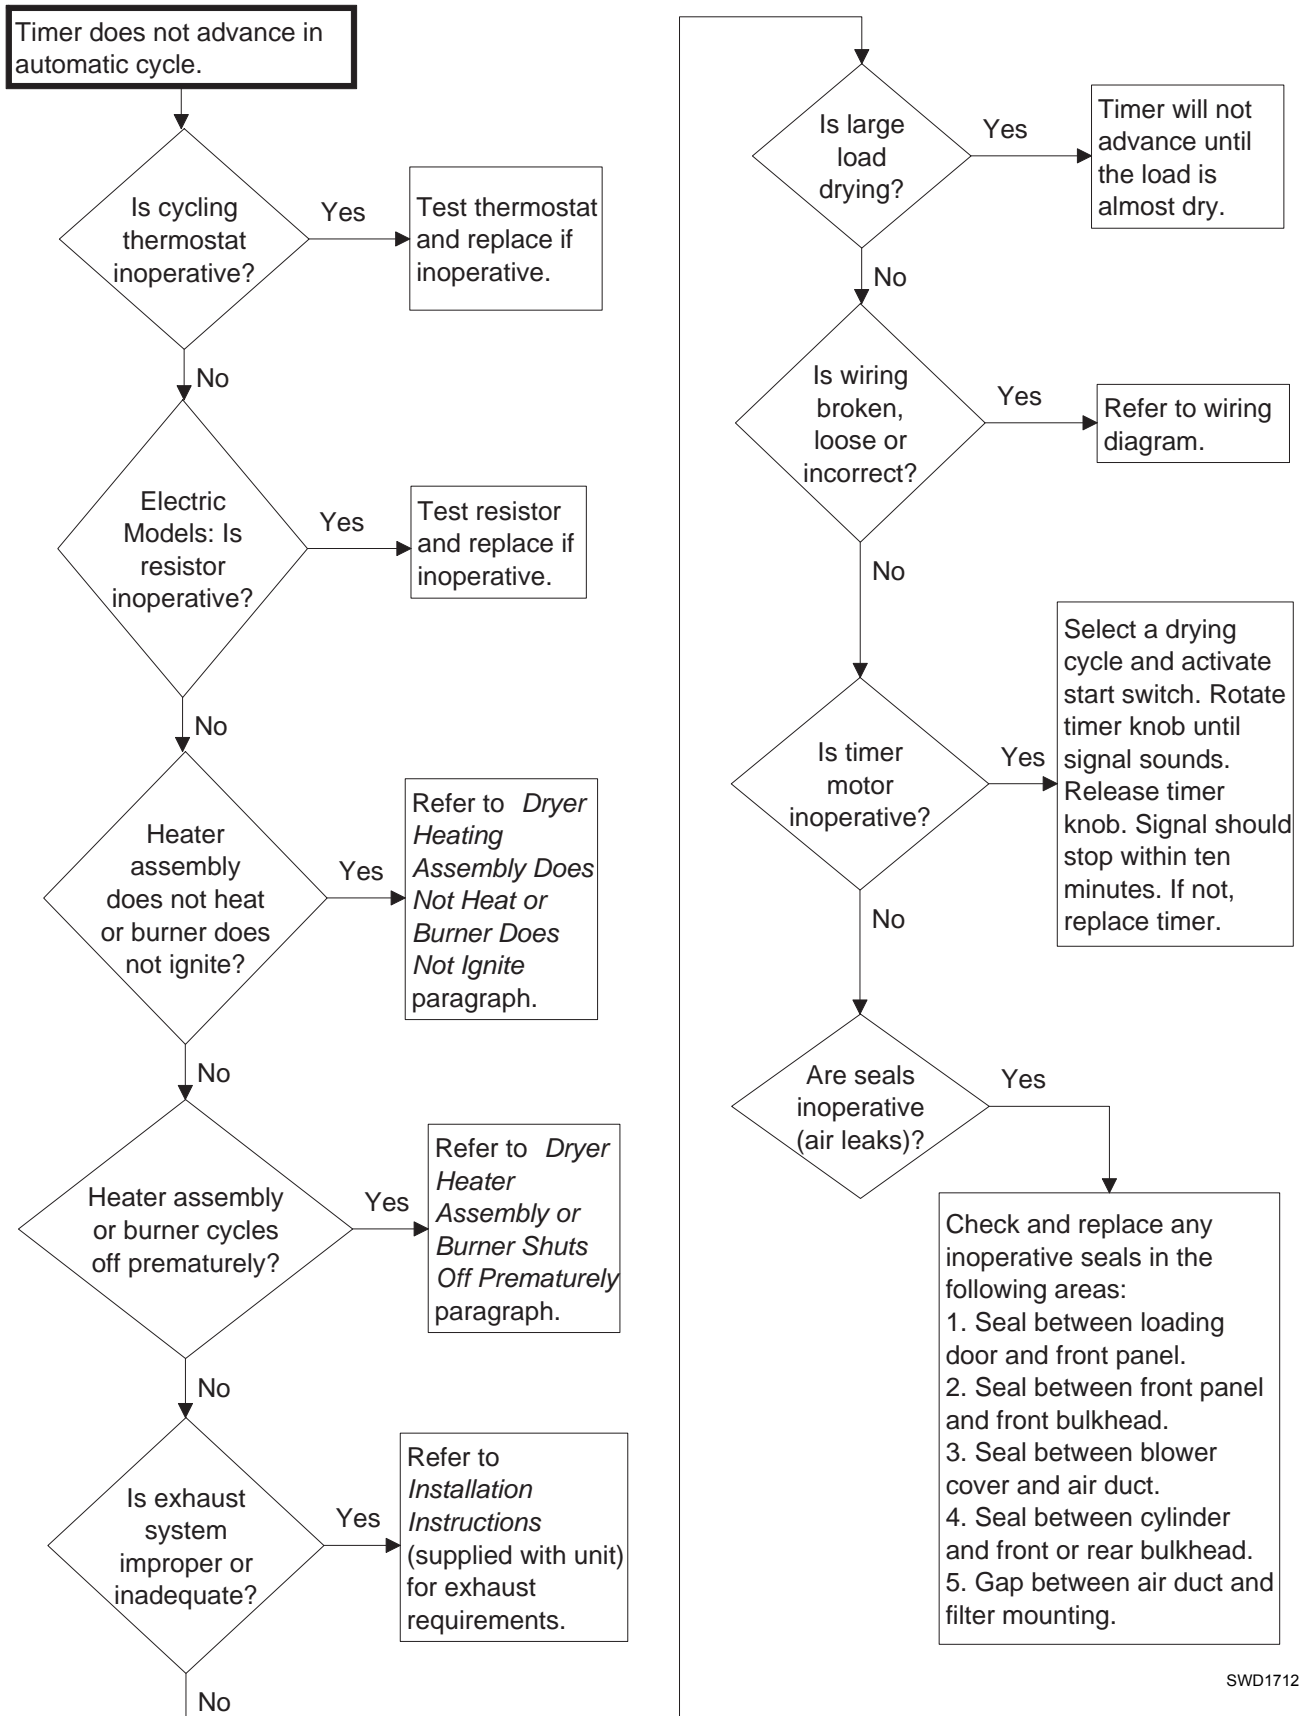 Timer does not advance in
automatic cycle.
Is cycling
thermostat
inoperative?
Yes
Test thermostat
and replace if
inoperative.
No
Electric
Models: Is
resistor
inoperative?
Yes
Test resistor
and replace if
inoperative.
No
Heater
assembly
does not heat
or burner does
not ignite?
Yes
Refer to Dryer
Heating
Assembly Does
Not Heat or
Burner Does
Not Ignite
paragraph.
No
Heater assembly
or burner cycles
off prematurely?
Yes
Refer to Dryer
Heater
Assembly or
Burner Shuts
Off Prematurely
paragraph.
No
Is exhaust
system
improper or
inadequate?
Yes
Refer to
Installation
Instructions
(supplied with unit)
for exhaust
requirements.
No
Is large
load
drying?
Yes
Timer will not
advance until
the load is
almost dry.
No
Is wiring
broken,
loose or
incorrect?
Yes
Refer to wiring
diagram.
No
Is timer
motor
inoperative?
Yes
Select a drying
cycle and activate
start switch. Rotate
timer knob until
signal sounds.
Release timer
knob. Signal should
stop within ten
minutes. If not,
replace timer.
No
Are seals
inoperative
(air leaks)?
Yes
Check and replace any
inoperative seals in the
following areas:
1. Seal between loading
door and front panel.
2. Seal between front panel
and front bulkhead.
3. Seal between blower
cover and air duct.
4. Seal between cylinder
and front or rear bulkhead.
5. Gap between air duct and
filter mounting.
SWD1712